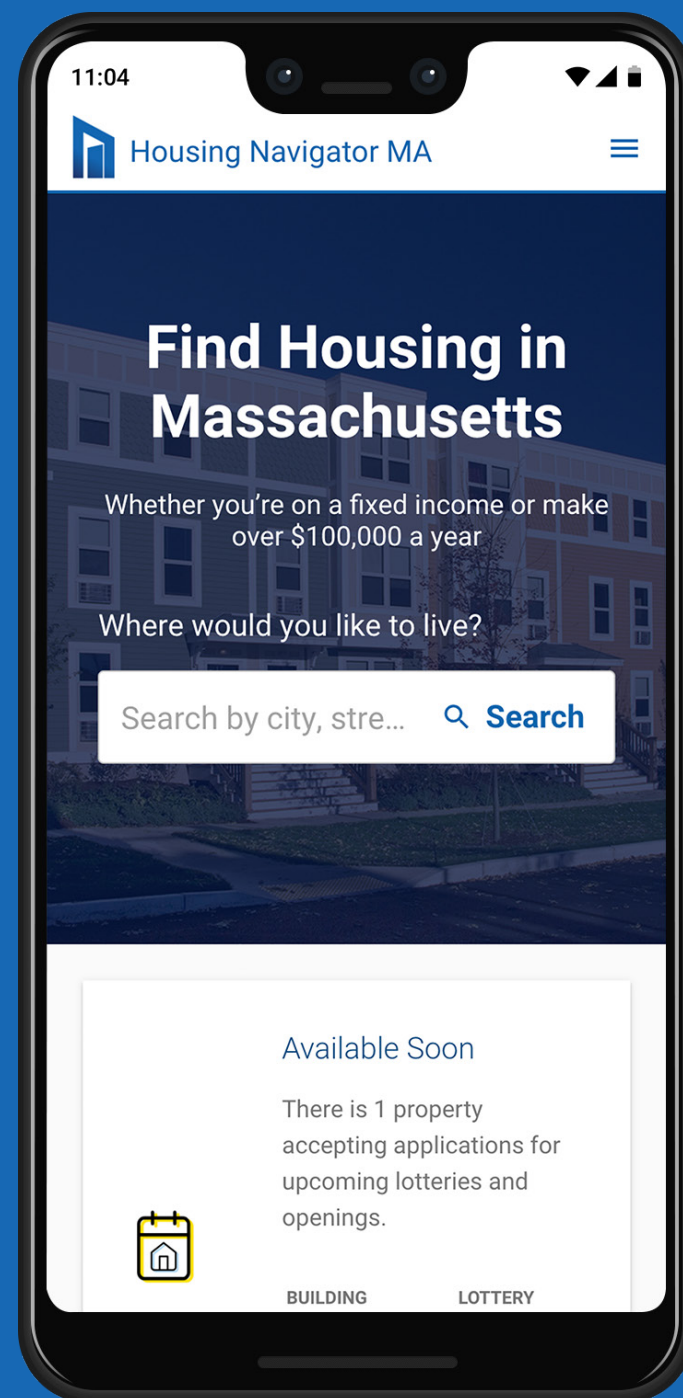 11:04
Housing Navigator MA
Find Housing in
Massachusetts
Whether you’re on a fixed income or make
over $100,000 a year
Where would you like to live?
Search by city, stre... Search
Available Soon
There is 1 property
accepting applications for
upcoming lotteries and
openings.
BUILDING LOTTERY